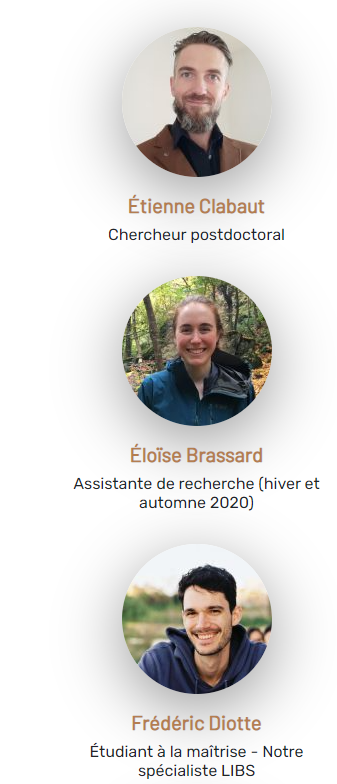 Étienne Clabaut
Chercheur postdoctoral
Éloïse Brassard
Assistante de recherche (hiver et
automne 2020)
Frédéric Diotte
Étudiant à la maîtrise - Notre
spécialiste LIBS